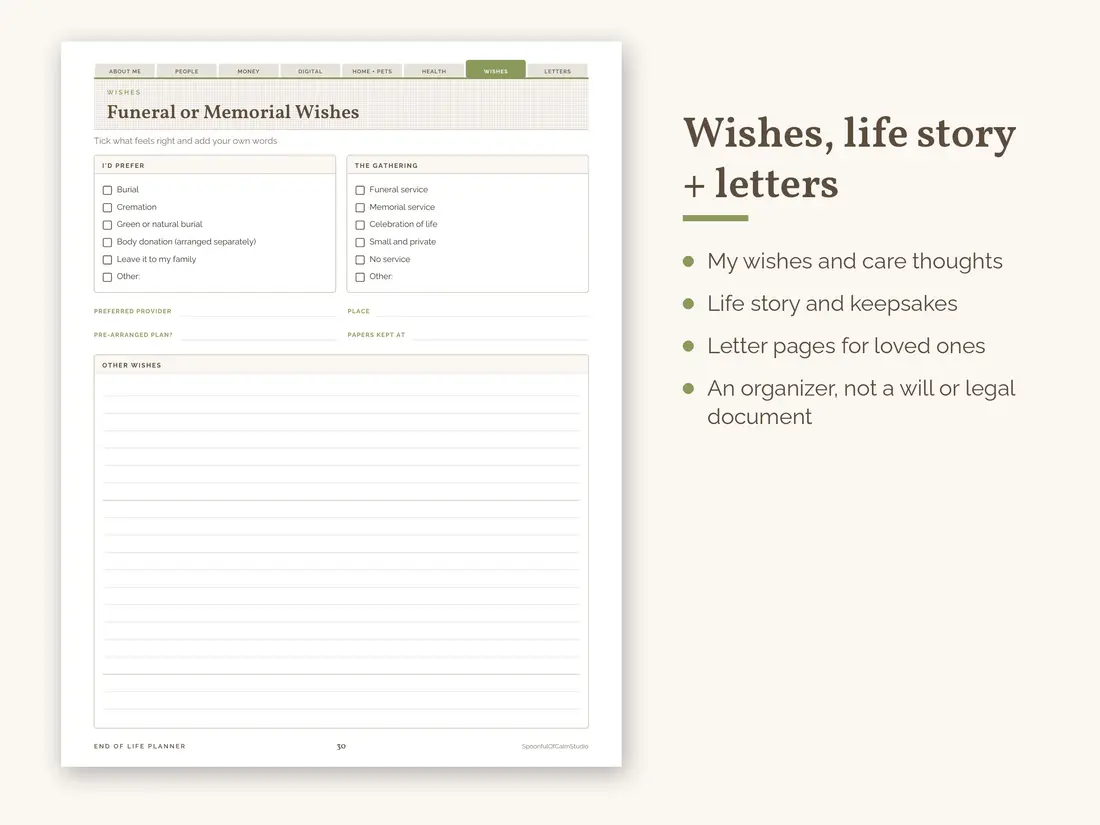 ABOUT ME
PEOPLE
MONEY
DIGITAL
HOME + PETS
HEALTH
WISHES
LETTERS
WISHES
Funeral or Memorial Wishes
Tick what feels right and add your own words
I'D PREFER
Burial
Cremation
Green or natural burial
Body donation (arranged separately)
Leave it to my family
Other:
THE GATHERING
Funeral service
Memorial service
Celebration of life
Small and private
No service
Other:
PREFERRED PROVIDER
PLACE
PRE-ARRANGED PLAN?
PAPERS KEPT AT
OTHER WISHES
END OF LIFE PLANNER
30
SpoonfulOfCalmStudio
Wishes, life story
+ letters
My wishes and care thoughts
Life story and keepsakes
Letter pages for loved ones
An organizer, not a will or legal
document